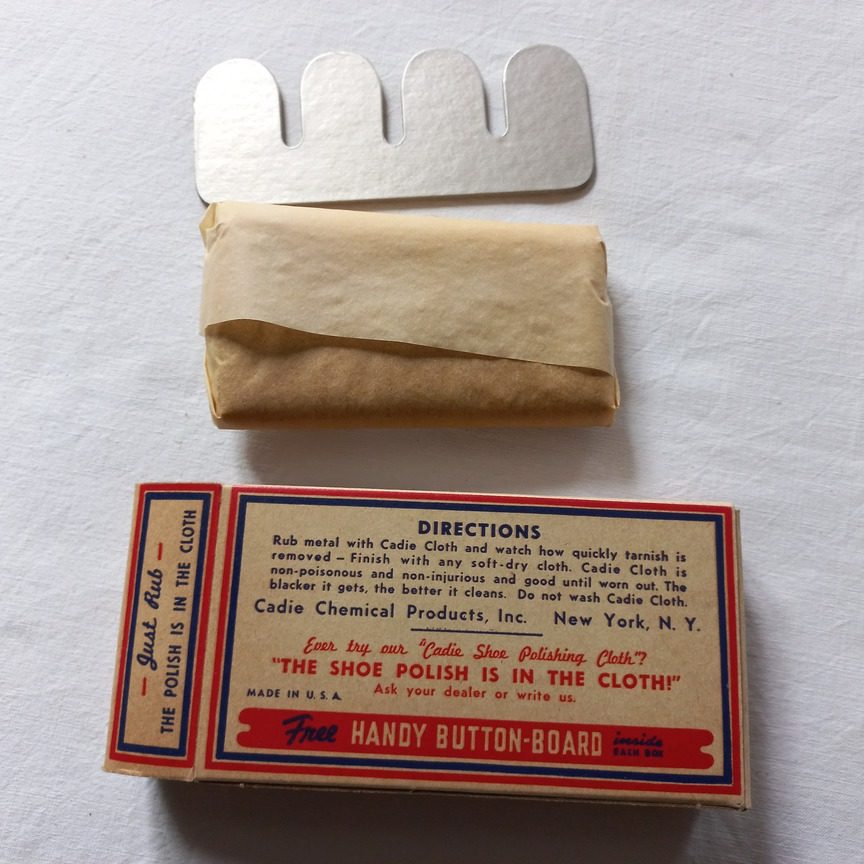 Just Rub
THE POLISH IS IN THE CLOTH
DIRECTIONS
Rub metal with Cadie Cloth and watch how quickly tarnish is
removed – Finish with any soft-dry cloth. Cadie Cloth is
non-poisonous and non-injurious and good until worn out. The
blacker it gets, the better it cleans. Do not wash Cadie Cloth.
Cadie Chemical Products, Inc. New York, N. Y.
Ever try our "Cadie Shoe Polishing Cloth"?
"THE SHOE POLISH IS IN THE CLOTH!"
MADE IN U. S. A. Ask your dealer or write us.
Free HANDY BUTTON-BOARD inside
EACH BOX